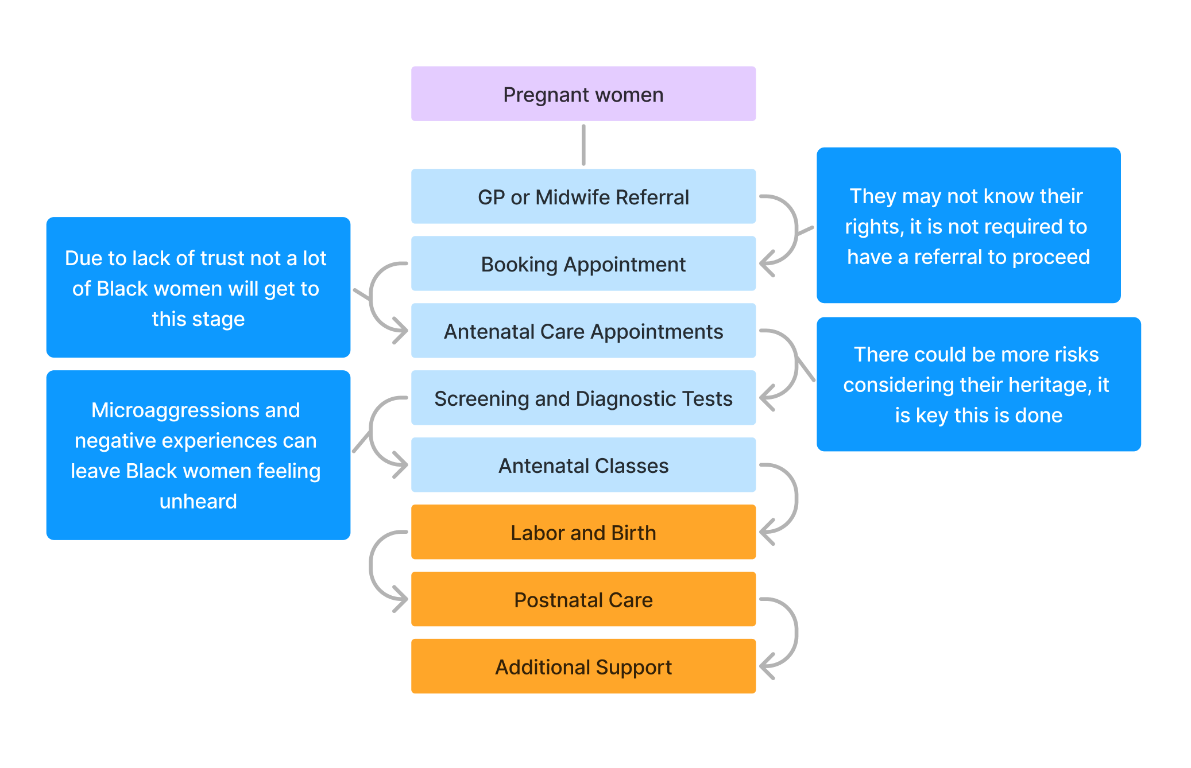 Pregnant women
GP or Midwife Referral
They may not know their
rights, it is not required to
have a referral to proceed
Booking Appointment
Due to lack of trust not a lot
of Black women will get to
this stage
Antenatal Care Appointments
There could be more risks
considering their heritage, it
is key this is done
Screening and Diagnostic Tests
Microaggressions and
negative experiences can
leave Black women feeling
unheard
Antenatal Classes
Labor and Birth
Postnatal Care
Additional Support